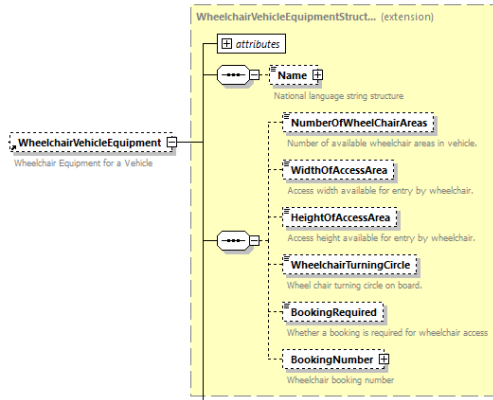 WheelchairVehicleEquipmentStruct... (extension)
attributes
Name
National language string structure
WheelchairVehicleEquipment
Wheelchair Equipment for a Vehicle
NumberOfWheelChairAreas
Number of available wheelchair areas in vehicle.
WidthOfAccessArea
Access width available for entry by wheelchair.
HeightOfAccessArea
Access height available for entry by wheelchair.
WheelchairTurningCircle
Wheel chair turning circle on board.
BookingRequired
Whether a booking is required for wheelchair access
BookingNumber
Wheelchair booking number